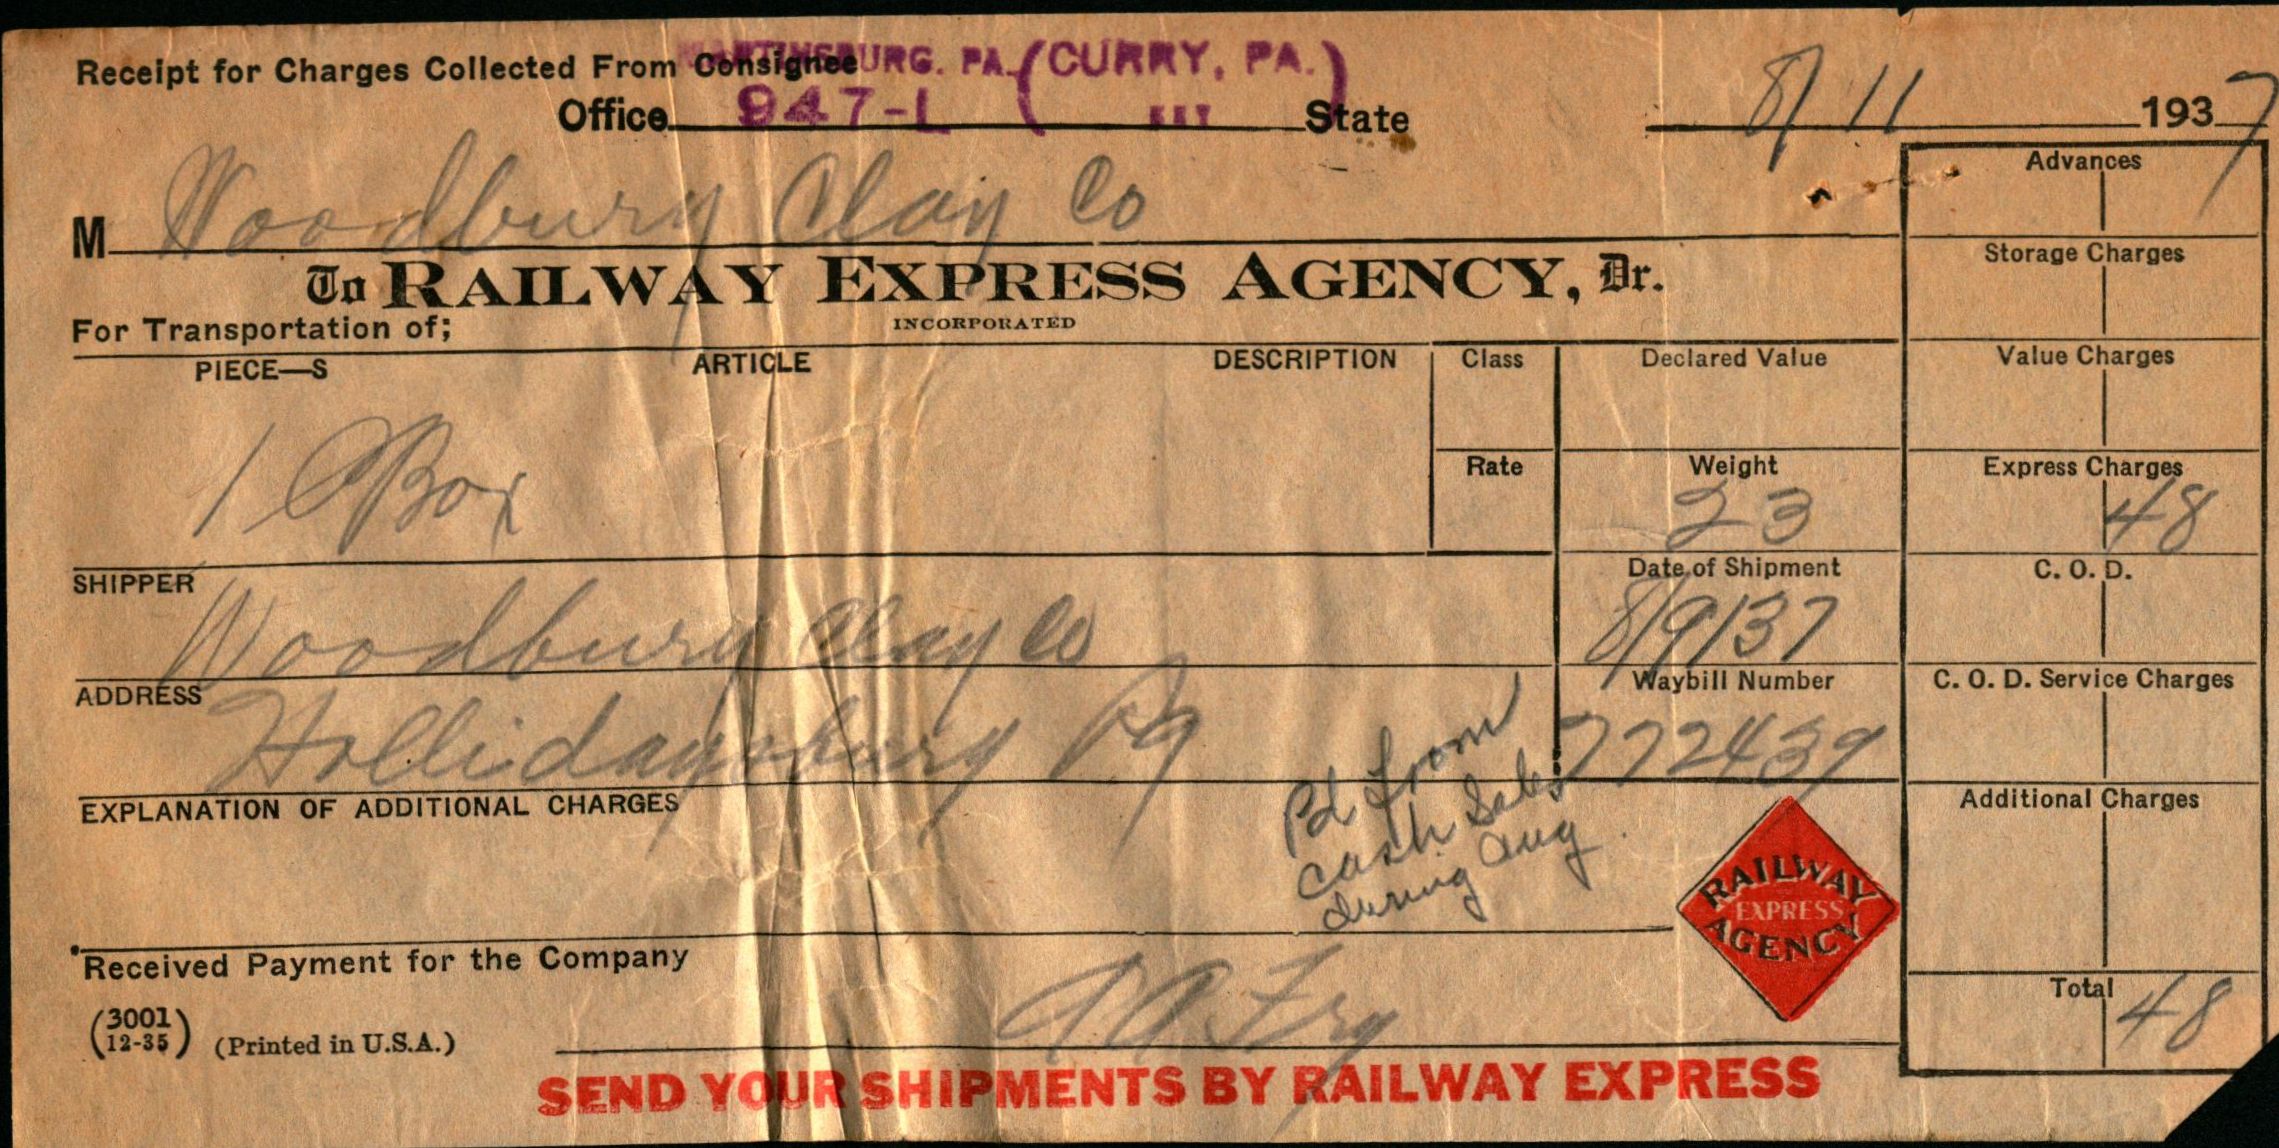 Receipt for Charges Collected From Consignee MARTINSBURG. PA. (CURRY, PA.)
Office 947-L State 8/11 1937
M Woodbury Clay Co
To RAILWAY EXPRESS AGENCY, Dr.
INCORPORATED
For Transportation of;
PIECE—S ARTICLE DESCRIPTION
1 Box
Class
Rate
Declared Value
Weight
23
SHIPPER
Woodbury Clay Co
Date of Shipment
8/9/37
ADDRESS
Hollidaysburg Pa
Waybill Number
772439
EXPLANATION OF ADDITIONAL CHARGES
Pd from
cash Sales
during Aug.
RAILWAY
EXPRESS
AGENCY
Received Payment for the Company
(3001
12-35) (Printed in U.S.A.)
Fry
SEND YOUR SHIPMENTS BY RAILWAY EXPRESS
Advances
Storage Charges
Value Charges
Express Charges
48
C. O. D.
C. O. D. Service Charges
Additional Charges
Total
48